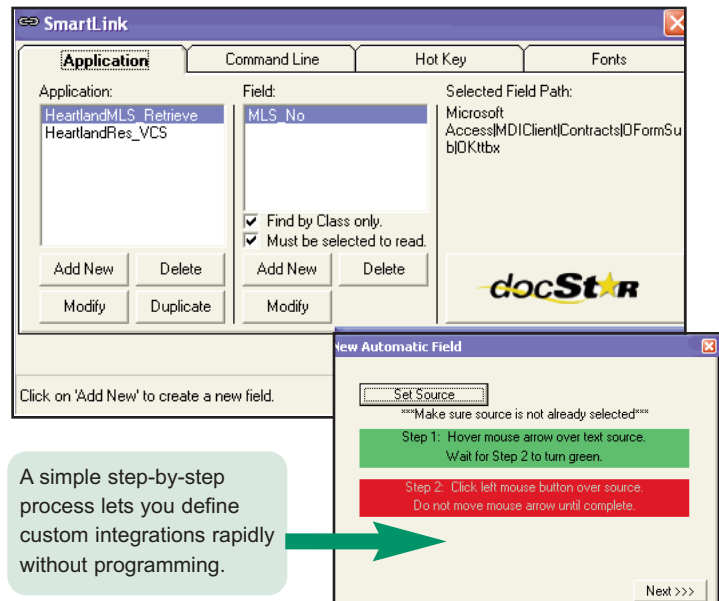 SmartLink
Application
Command Line
Hot Key
Fonts
Application:
HeartlandMLS_Retrieve
HeartlandRes_VCS
Add New
Delete
Modify
Duplicate
Field:
MLS_No
Find by Class only.
Must be selected to read.
Add New
Delete
Modify
Selected Field Path:
Microsoft
Access|MDIClient|Contracts|OFormSu
b|OKttbx
docStar
Click on 'Add New' to create a new field.
New Automatic Field
Set Source
***Make sure source is not already selected***
Step 1: Hover mouse arrow over text source.
Wait for Step 2 to turn green.
Step 2: Click left mouse button over source.
Do not move mouse arrow until complete.
Next >>>
A simple step-by-step
process lets you define
custom integrations rapidly
without programming.